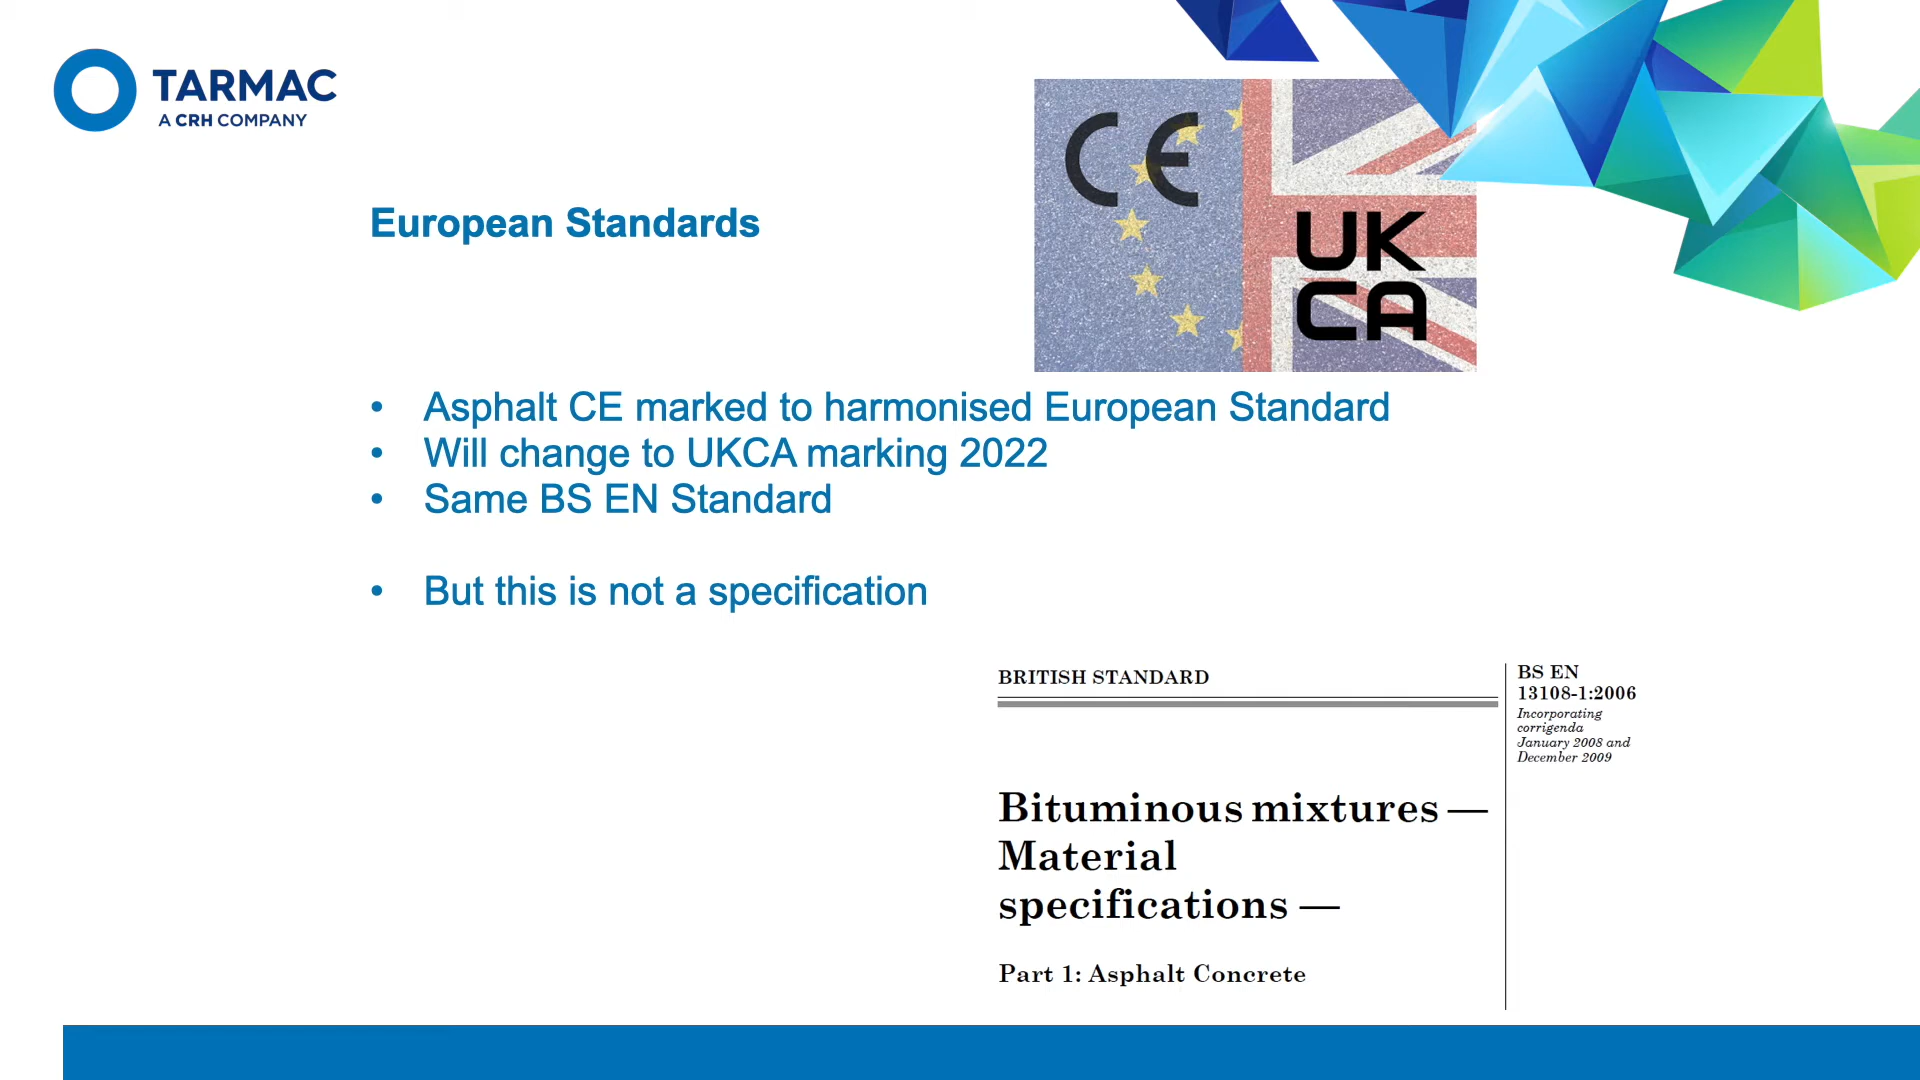 TARMAC
A CRH COMPANY
CE
UK
CA
European Standards
• Asphalt CE marked to harmonised European Standard
• Will change to UKCA marking 2022
• Same BS EN Standard
• But this is not a specification
BRITISH STANDARD
BS EN
13108-1:2006
Incorporating
corrigenda
January 2008 and
December 2009
Bituminous mixtures —
Material
specifications —
Part 1: Asphalt Concrete